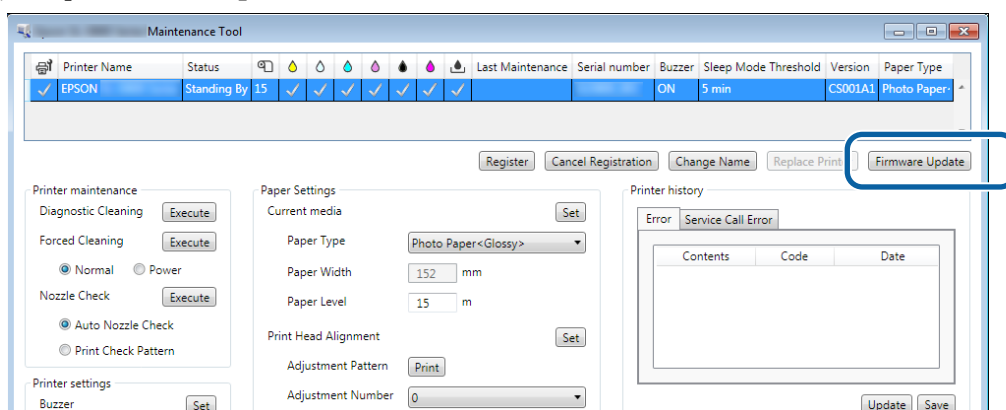 Maintenance Tool
Printer Name Status Last Maintenance Serial number Buzzer Sleep Mode Threshold Version Paper Type
EPSON Standing By 15 ON 5 min CS001A1 Photo Paper-
Register Cancel Registration Change Name Replace Printer Firmware Update
Printer maintenance
Diagnostic Cleaning Execute
Forced Cleaning Execute
Normal Power
Nozzle Check Execute
Auto Nozzle Check
Print Check Pattern
Printer settings
Buzzer Set
Paper Settings
Current media Set
Paper Type Photo Paper<Glossy>
Paper Width 152 mm
Paper Level 15 m
Print Head Alignment Set
Adjustment Pattern Print
Adjustment Number 0
Printer history
Error Service Call Error
Contents Code Date
Update Save